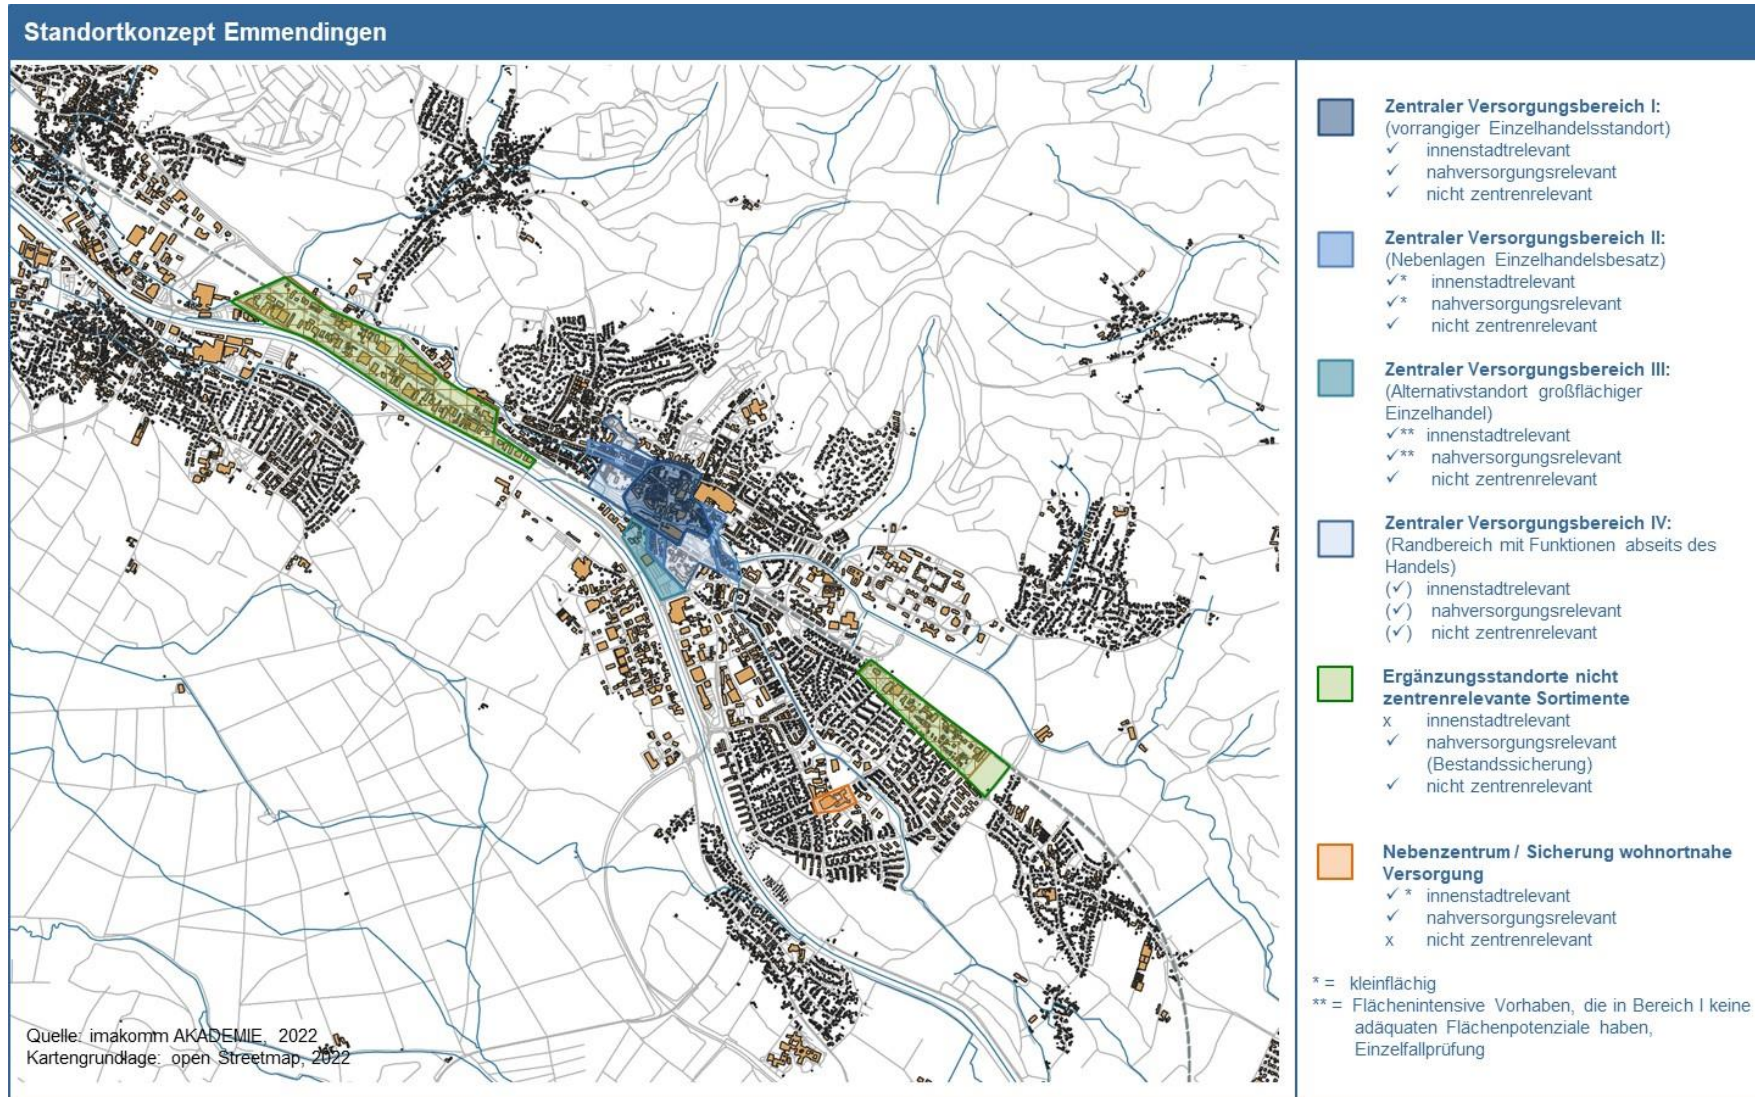 Standortkonzept Emmendingen
Zentraler Versorgungsbereich I:
(vorrangiger Einzelhandelsstandort)
✓ innenstadtrelevant
✓ nahversorgungsrelevant
✓ nicht zentrenrelevant
Zentraler Versorgungsbereich II:
(Nebenlagen Einzelhandelsbesatz)
✓* innenstadtrelevant
✓* nahversorgungsrelevant
✓ nicht zentrenrelevant
Zentraler Versorgungsbereich III:
(Alternativstandort großflächiger
Einzelhandel)
✓** innenstadtrelevant
✓** nahversorgungsrelevant
✓ nicht zentrenrelevant
Zentraler Versorgungsbereich IV:
(Randbereich mit Funktionen abseits des
Handels)
(✓) innenstadtrelevant
(✓) nahversorgungsrelevant
(✓) nicht zentrenrelevant
Ergänzungsstandorte nicht
zentrenrelevante Sortimente
x innenstadtrelevant
✓ nahversorgungsrelevant
(Bestandssicherung)
✓ nicht zentrenrelevant
Nebenzentrum / Sicherung wohnortnahe
Versorgung
✓ * innenstadtrelevant
✓ nahversorgungsrelevant
x nicht zentrenrelevant
* = kleinflächig
** = Flächenintensive Vorhaben, die in Bereich I keine
adäquaten Flächenpotenziale haben,
Einzelfallprüfung
Quelle: imakomm AKADEMIE, 2022
Kartengrundlage: open Streetmap, 2022